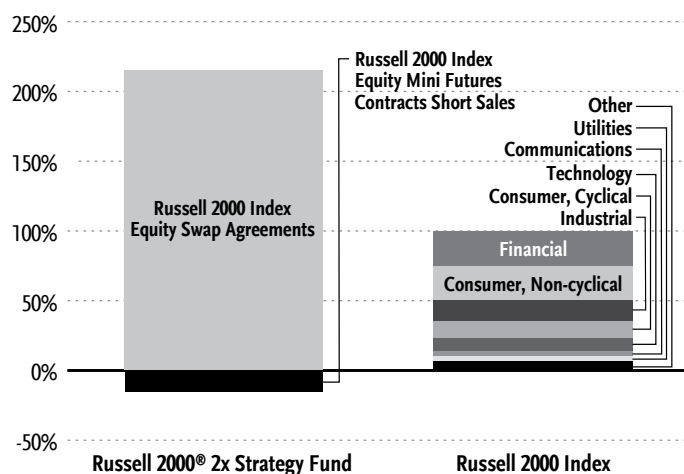 250%
200%
150%
100%
50%
0%
-50%
Russell 2000 Index
Equity Swap Agreements
Russell 2000 Index
Equity Mini Futures
Contracts Short Sales
Other
Utilities
Communications
Technology
Consumer, Cyclical
Industrial
Financial
Consumer, Non-cyclical
Russell 2000® 2x Strategy Fund
Russell 2000 Index